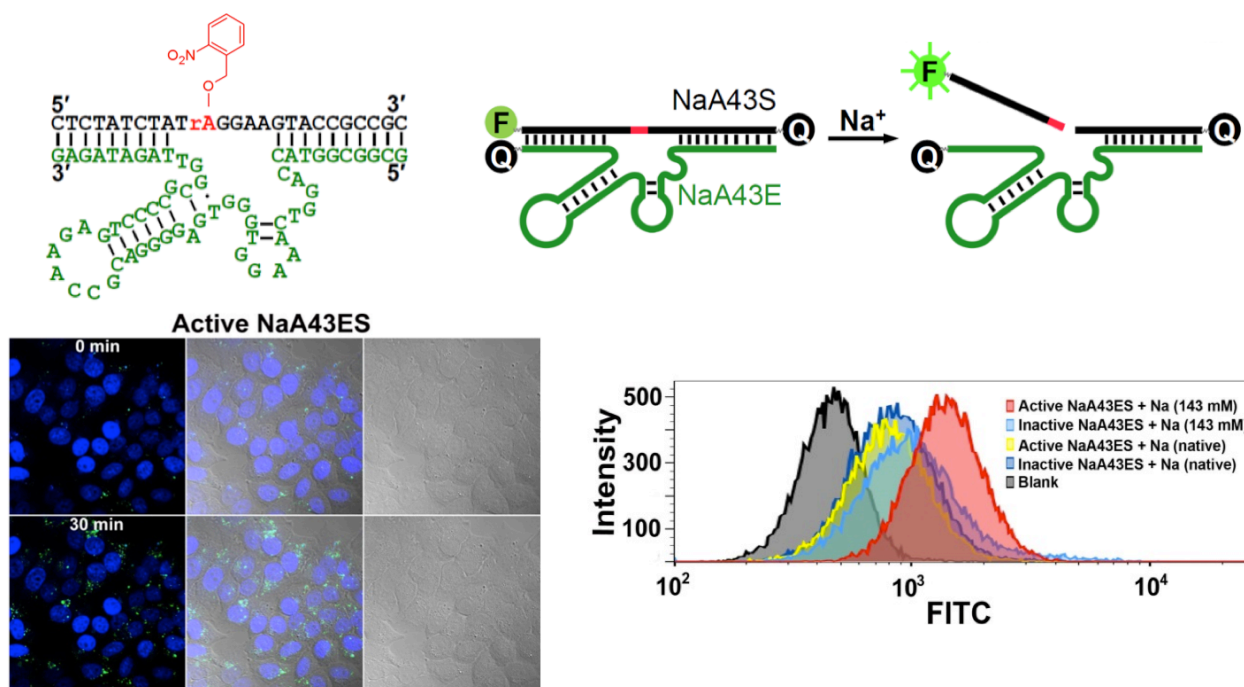 NO₂
O
5′ 3′
CTCTATCTATrAGGAAGTACCGCCGC
GAGATAGATT CATGGCGGCG
3′ 5′
F NaA43S Q
Na⁺
F Q
Q NaA43E
Q
Active NaA43ES
0 min
30 min
Intensity
500
300
100
10²
10³
10⁴
FITC
Active NaA43ES + Na (143 mM)
Inactive NaA43ES + Na (143 mM)
Active NaA43ES + Na (native)
Inactive NaA43ES + Na (native)
Blank